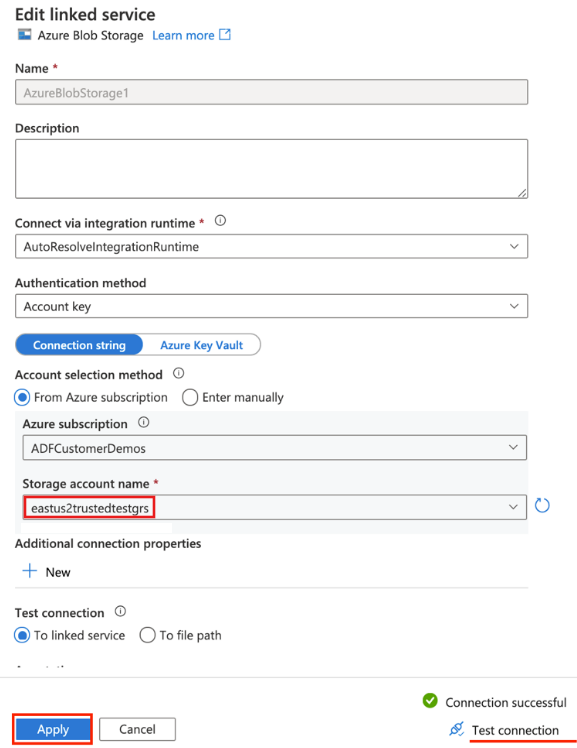 Edit linked service
Azure Blob Storage Learn more
Name *
AzureBlobStorage1
Description
Connect via integration runtime *
AutoResolveIntegrationRuntime
Authentication method
Account key
Connection string Azure Key Vault
Account selection method
From Azure subscription Enter manually
Azure subscription
ADFCustomerDemos
Storage account name *
eastus2trustedtestgrs
Additional connection properties
New
Test connection
To linked service To file path
Connection successful
Apply Cancel Test connection